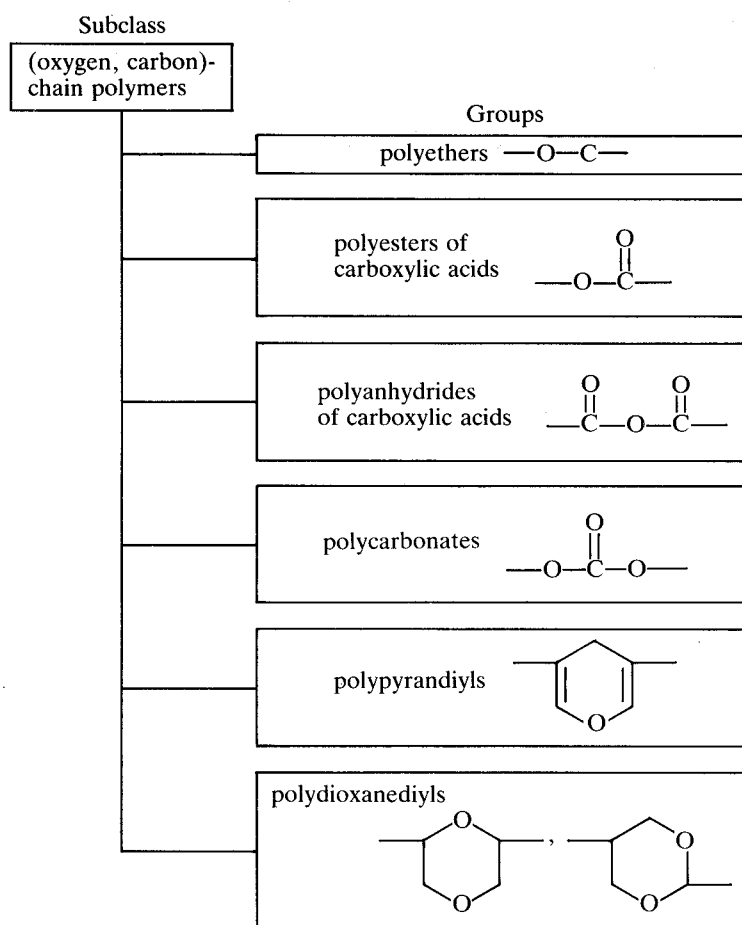 Subclass
(oxygen, carbon)-
chain polymers
Groups
polyethers —O—C—
polyesters of
carboxylic acids
O
—O—C—
polyanhydrides
of carboxylic acids
O O
—C—O—C—
polycarbonates
O
—O—C—O—
polypyrandiyls
O
polydioxanediyls
O
,
O
O
O